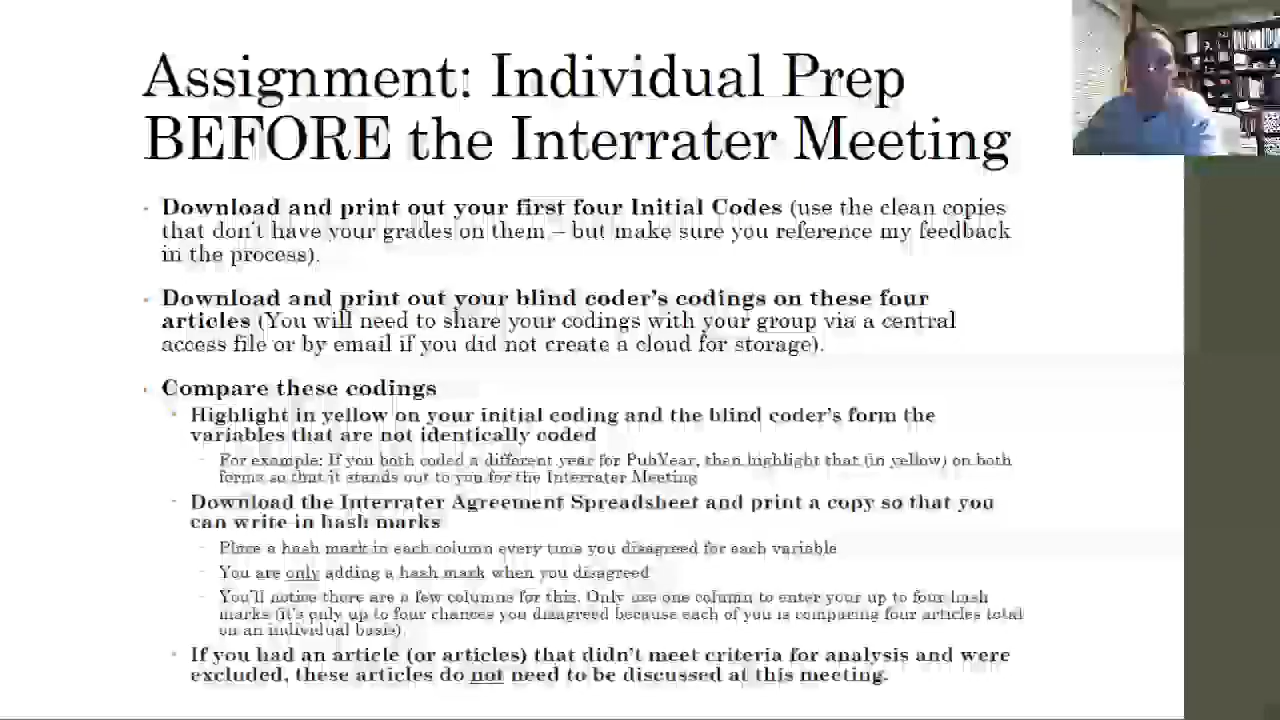 Assignment: Individual Prep
BEFORE the Interrater Meeting
Download and print out your first four Initial Codes (use the clean copies
that don't have your grades on them – but make sure you reference my feedback
in the process).
Download and print out your blind coder's codings on these four
articles (You will need to share your codings with your group via a central
access file or by email if you did not create a cloud for storage).
Compare these codings
Highlight in yellow on your initial coding and the blind coder's form the
variables that are not identically coded
For example: If you both coded a different year for PubYear, then highlight that (in yellow) on both
forms so that it stands out to you for the Interrater Meeting
Download the Interrater Agreement Spreadsheet and print a copy so that you
can write in hash marks
Place a hash mark in each column every time you disagreed for each variable
You are only adding a hash mark when you disagreed
You'll notice there are a few columns for this. Only use one column to enter your up to four hash
marks (it's only up to four chances you disagreed because each of you is comparing four articles total
on an individual basis)
If you had an article (or articles) that didn't meet criteria for analysis and were
excluded, these articles do not need to be discussed at this meeting.